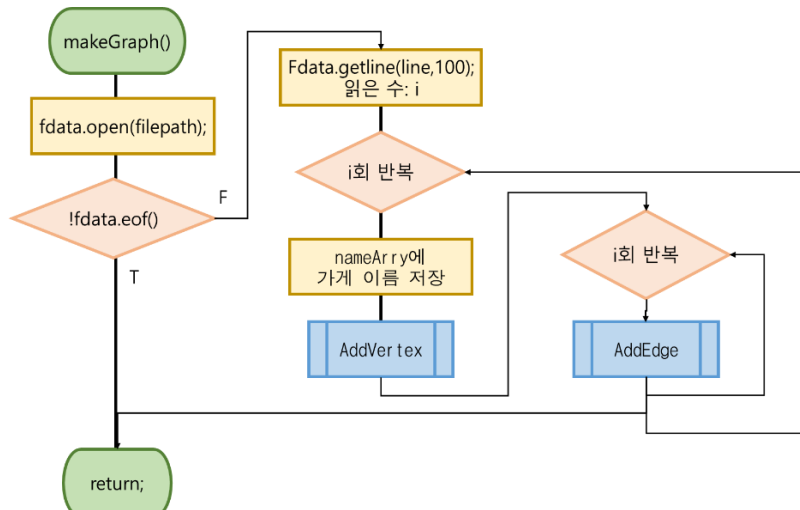 makeGraph()
fdata.open(filepath);
!fdata.eof()
F
T
Fdata.getline(line,100);
읽은 수: i
i회 반복
nameArry에
가게 이름 저장
AddVertex
i회 반복
AddEdge
return;